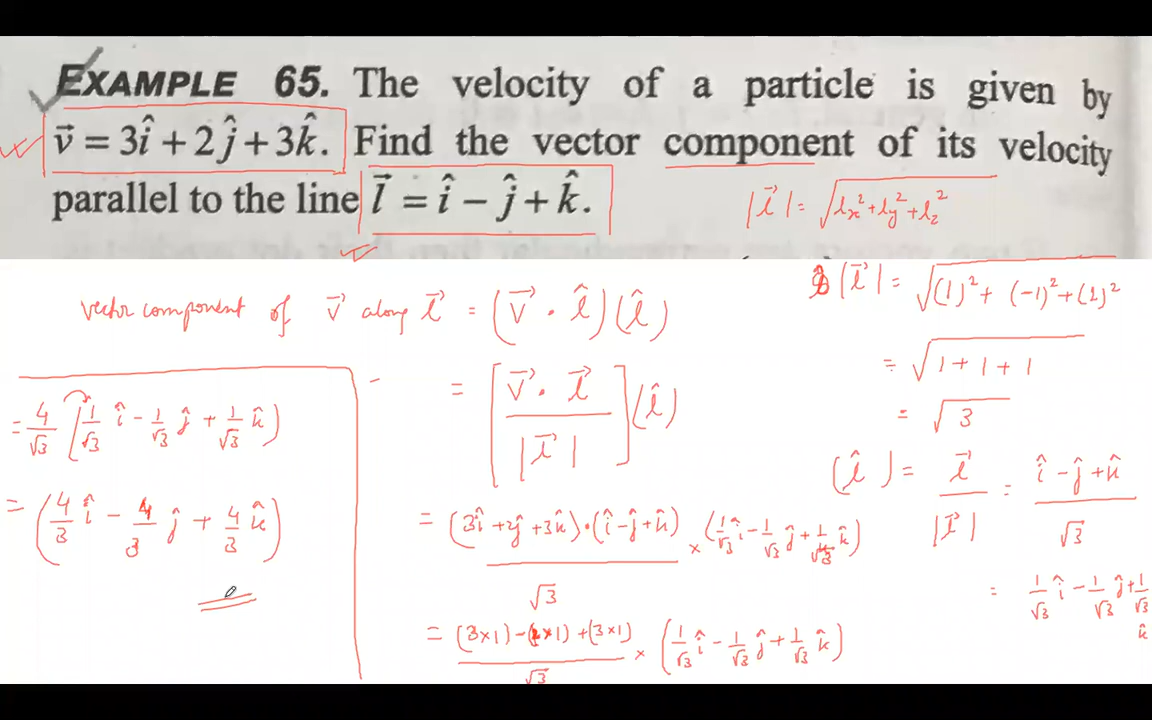 EXAMPLE 65. The velocity of a particle is given by
v⃗ = 3î + 2ĵ + 3k̂. Find the vector component of its velocity
parallel to the line l⃗ = î − ĵ + k̂.
|l⃗| = √(lx² + ly² + lz²)
|l⃗| = √((1)² + (-1)² + (1)²)
= √(1 + 1 + 1)
= √3
(l̂) = l⃗/|l⃗| = (î − ĵ + k̂)/√3
= 1/√3 î − 1/√3 ĵ + 1/√3 k̂
vector component of v⃗ along l⃗ = (v⃗ · l̂)(l̂)
= [v⃗ · l⃗ / |l⃗|](l̂)
= (3î + 2ĵ + 3k̂)·(î − ĵ + k̂)/√3 × (1/√3 î − 1/√3 ĵ + 1/√3 k̂)
= (3×1) − (2×1) + (3×1)/√3 × (1/√3 î − 1/√3 ĵ + 1/√3 k̂)
= 4/√3 (1/√3 î − 1/√3 ĵ + 1/√3 k̂)
= (4/3 î − 4/3 ĵ + 4/3 k̂)